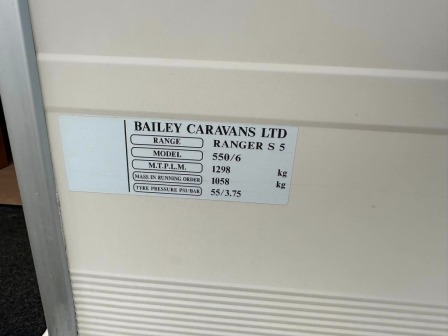 BAILEY CARAVANS LTD
RANGE RANGER S 5
MODEL 550/6
M.T.P.L.M. 1298 kg
MASS IN RUNNING ORDER 1058 kg
TYRE PRESSURE PSI/BAR 55/3.75